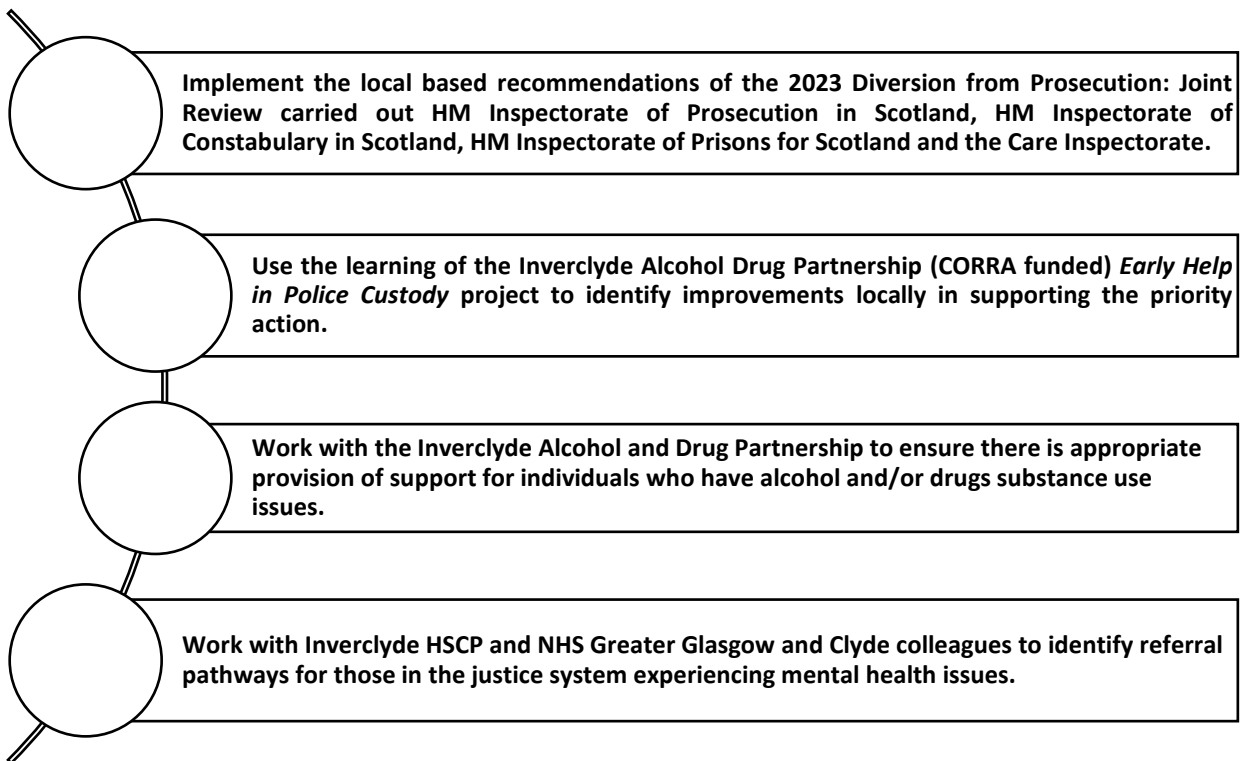 Implement the local based recommendations of the 2023 Diversion from Prosecution: Joint
Review carried out HM Inspectorate of Prosecution in Scotland, HM Inspectorate of
Constabulary in Scotland, HM Inspectorate of Prisons for Scotland and the Care Inspectorate.
Use the learning of the Inverclyde Alcohol Drug Partnership (CORRA funded) Early Help
in Police Custody project to identify improvements locally in supporting the priority
action.
Work with the Inverclyde Alcohol and Drug Partnership to ensure there is appropriate
provision of support for individuals who have alcohol and/or drugs substance use
issues.
Work with Inverclyde HSCP and NHS Greater Glasgow and Clyde colleagues to identify referral
pathways for those in the justice system experiencing mental health issues.